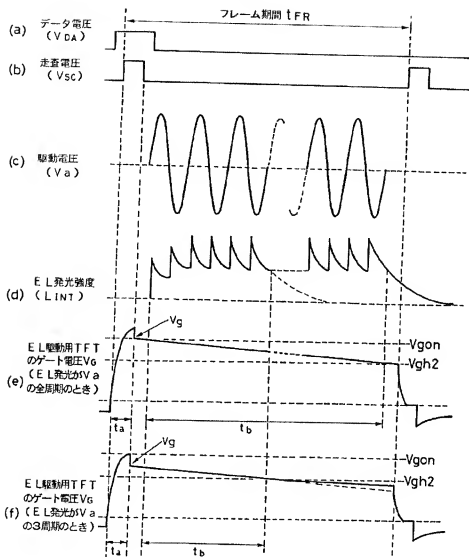 フレーム期間 tFR
(a) データ電圧
(VDA)
(b) 走査電圧
(VSC)
(c) 駆動電圧
(Va)
(d) EL発光強度
(LINT)
Vg
Vgon
Vgh2
EL駆動用TFT
のゲート電圧VG
(e) (EL発光がVa
の全周期のとき)
ta
tb
Vg
Vgon
Vgh2
EL駆動用TFT
のゲート電圧VG
(f) (EL発光がVa
の3周期のとき)
ta
tb